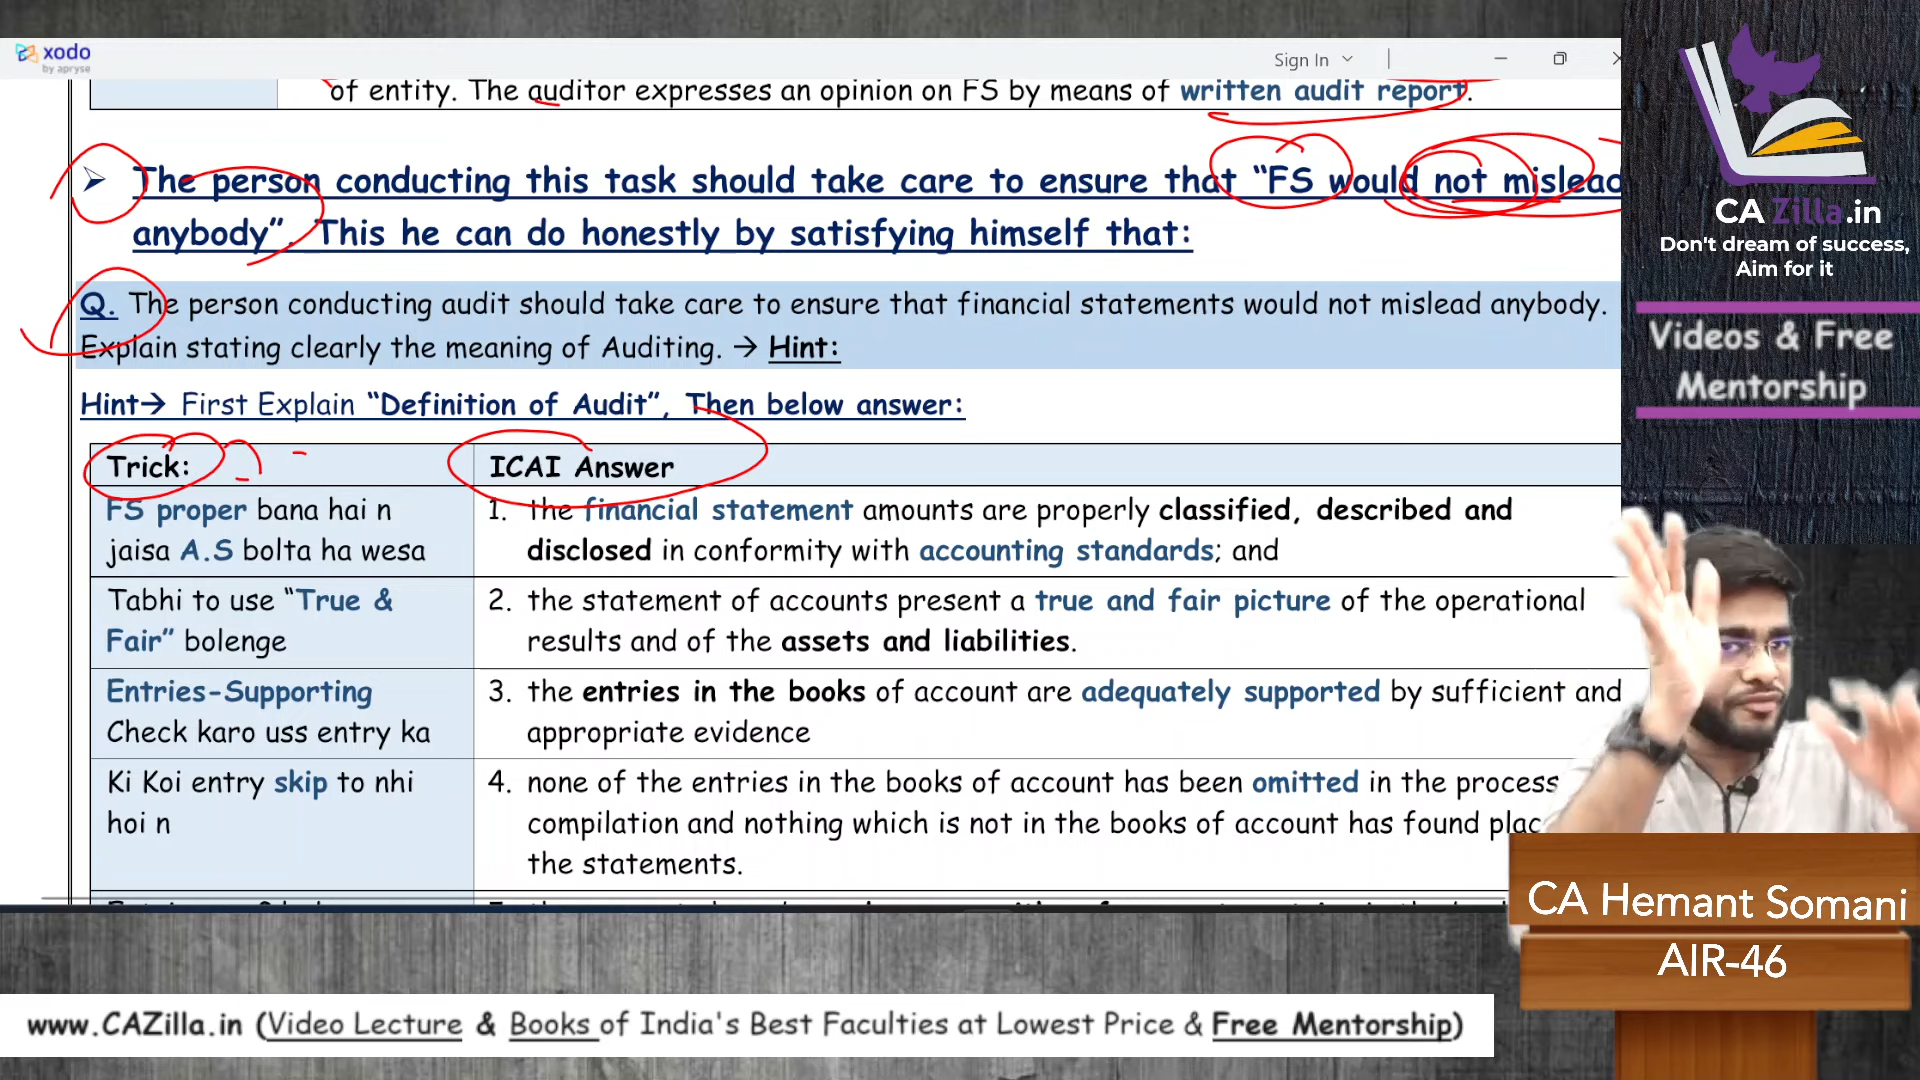 xodo
by apryse
Sign In
of entity. The auditor expresses an opinion on FS by means of written audit report.
➢ The person conducting this task should take care to ensure that “FS would not mislead
anybody”. This he can do honestly by satisfying himself that:
Q. The person conducting audit should take care to ensure that financial statements would not mislead anybody.
Explain stating clearly the meaning of Auditing. → Hint:
Hint→ First Explain “Definition of Audit”, Then below answer:
Trick:
ICAI Answer
FS proper bana hai n
jaisa A.S bolta ha wesa
1. the financial statement amounts are properly classified, described and
disclosed in conformity with accounting standards; and
Tabhi to use “True &
Fair” bolenge
2. the statement of accounts present a true and fair picture of the operational
results and of the assets and liabilities.
Entries-Supporting
Check karo uss entry ka
3. the entries in the books of account are adequately supported by sufficient and
appropriate evidence
Ki Koi entry skip to nhi
hoi n
4. none of the entries in the books of account has been omitted in the process
compilation and nothing which is not in the books of account has found
the statements.
CA Zilla.in
Don't dream of success,
Aim for it
Videos & Free
Mentorship
CA Hemant Somani
AIR-46
www.CAZilla.in (Video Lecture & Books of India's Best Faculties at Lowest Price & Free Mentorship)